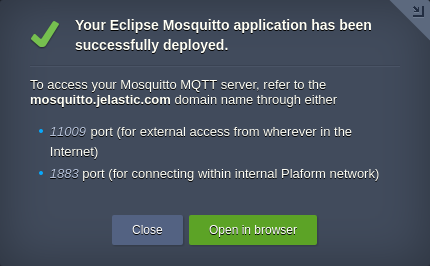 Your Eclipse Mosquitto application has been
successfully deployed.
To access your Mosquitto MQTT server, refer to the
mosquitto.jelastic.com domain name through either
• 11009 port (for external access from wherever in the
Internet)
• 1883 port (for connecting within internal Plaform network)
Close
Open in browser